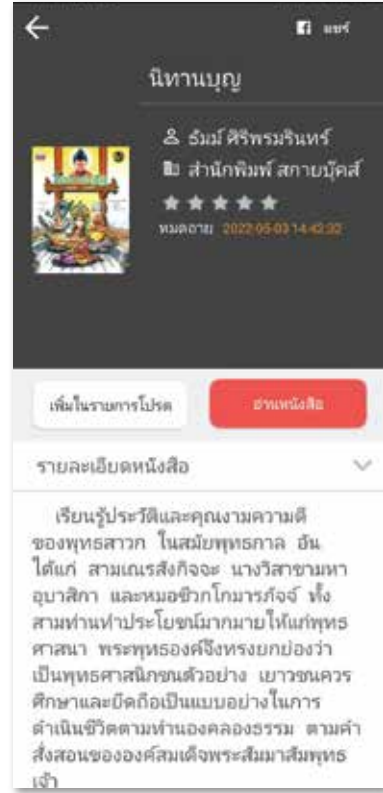 แชร์
นิทานบุญ
ธัมม์ ศิริพรมรินทร์
สำนักพิมพ์ สกายบุ๊คส์
หมดอายุ 2022-05-03 14:42:32
เพิ่มในรายการโปรด
อ่านหนังสือ
รายละเอียดหนังสือ
เรียนรู้ประวัติและคุณงามความดี
ของพุทธสาวก ในสมัยพุทธกาล อัน
ได้แก่ สามเณรสังกิจจะ นางวิสาขามหา
อุบาสิกา และหมอชีวกโกมารภัจจ์ ทั้ง
สามท่านทำประโยชน์มากมายให้แก่พุทธ
ศาสนา พระพุทธองค์จึงทรงยกย่องว่า
เป็นพุทธศาสนิกชนตัวอย่าง เยาวชนควร
ศึกษาและยึดถือเป็นแบบอย่างในการ
ดำเนินชีวิตตามทำนองคลองธรรม ตามคำ
สั่งสอนขององค์สมเด็จพระสัมมาสัมพุทธ
เจ้า